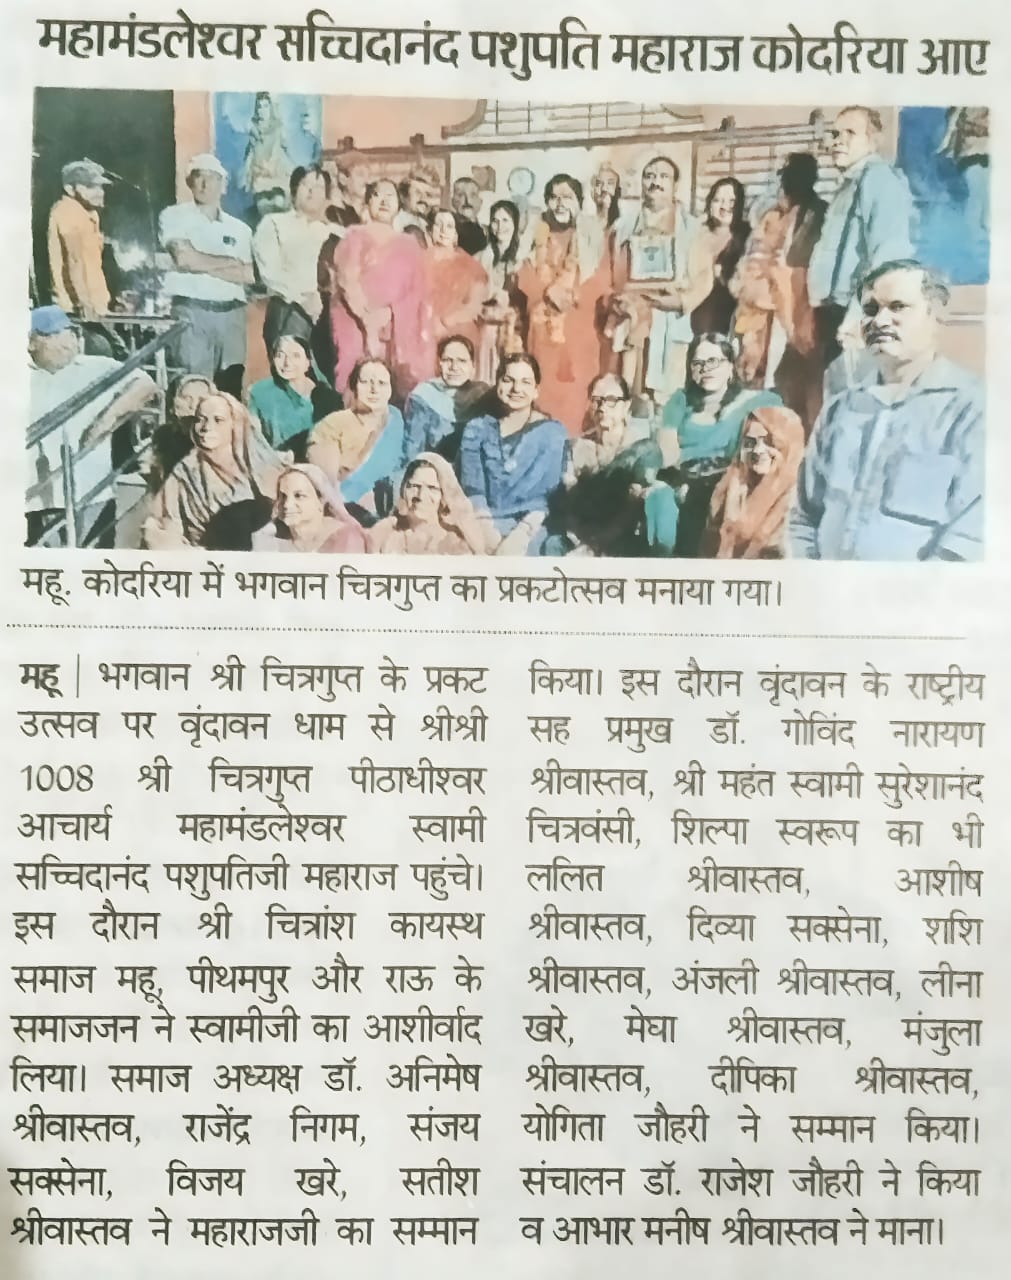 महामंडलेश्वर सच्चिदानंद पशुपति महाराज कोदरिया आए
महू. कोदरिया में भगवान चित्रगुप्त का प्रकटोत्सव मनाया गया।
महू | भगवान श्री चित्रगुप्त के प्रकट
उत्सव पर वृंदावन धाम से श्रीश्री
1008 श्री चित्रगुप्त पीठाधीश्वर
आचार्य महामंडलेश्वर स्वामी
सच्चिदानंद पशुपतिजी महाराज पहुंचे।
इस दौरान श्री चित्रांश कायस्थ
समाज महू, पीथमपुर और राऊ के
समाजजन ने स्वामीजी का आशीर्वाद
लिया। समाज अध्यक्ष डॉ. अनिमेष
श्रीवास्तव, राजेंद्र निगम, संजय
सक्सेना, विजय खरे, सतीश
श्रीवास्तव ने महाराजजी का सम्मान
किया। इस दौरान वृंदावन के राष्ट्रीय
सह प्रमुख डॉ. गोविंद नारायण
श्रीवास्तव, श्री महंत स्वामी सुरेशानंद
चित्रवंसी, शिल्पा स्वरूप का भी
ललित श्रीवास्तव, आशीष
श्रीवास्तव, दिव्या सक्सेना, शशि
श्रीवास्तव, अंजली श्रीवास्तव, लीना
खरे, मेघा श्रीवास्तव, मंजुला
श्रीवास्तव, दीपिका श्रीवास्तव,
योगिता जौहरी ने सम्मान किया।
संचालन डॉ. राजेश जौहरी ने किया
व आभार मनीष श्रीवास्तव ने माना।